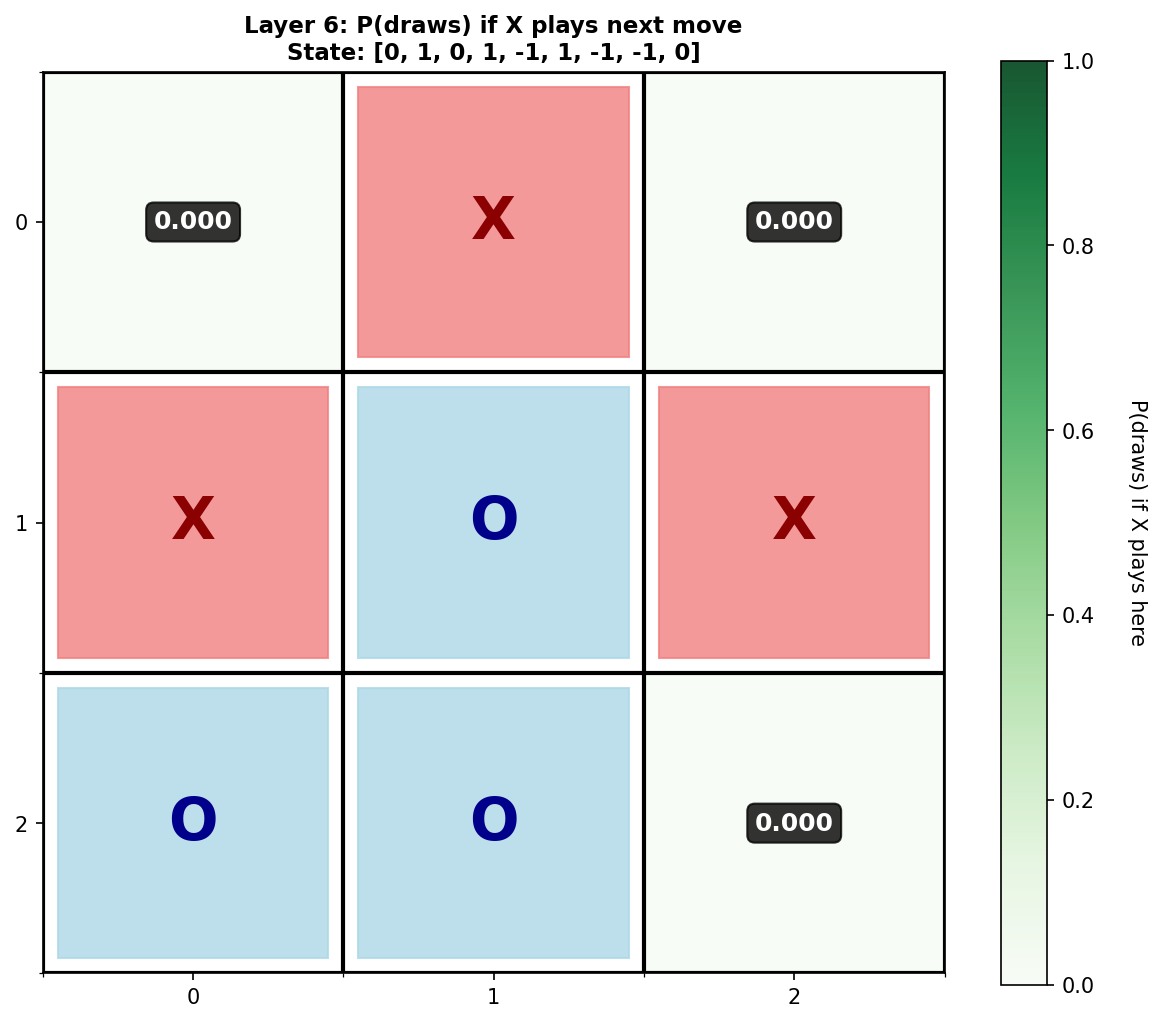 Layer 6: P(draws) if X plays next move
State: [0, 1, 0, 1, -1, 1, -1, -1, 0]
0.000 X 0.000
X O X
O O 0.000
0
1
2
0 1 2
1.0
0.8
0.6
0.4
0.2
0.0
P(draws) if X plays here